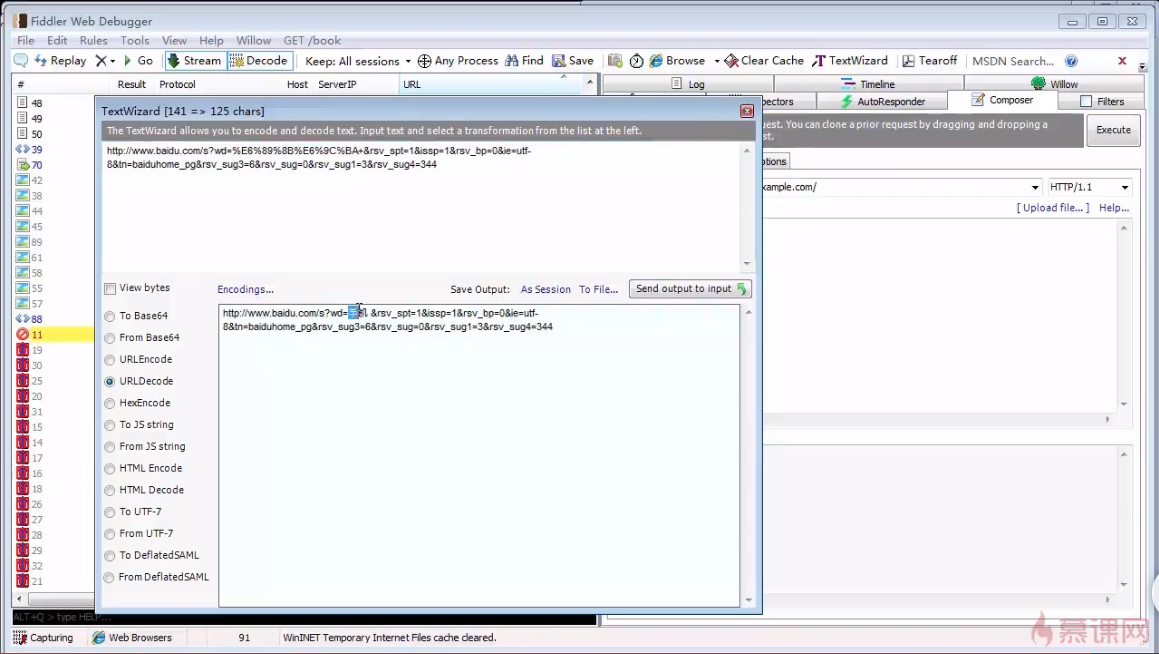 Fiddler Web Debugger
File Edit Rules Tools View Help Willow GET /book
Replay Go Stream Decode Keep: All sessions Any Process Find Save Browse Clear Cache TextWizard Tearoff MSDN Search...
# Result Protocol Host ServerIP URL
48
49
50
39
70
42
38
44
45
89
61
58
55
57
88
11
19
30
25
20
31
15
14
17
16
18
26
27
28
29
32
21
TextWizard [141 => 125 chars]
The TextWizard allows you to encode and decode text. Input text and select a transformation from the list at the left.
http://www.baidu.com/s?wd=%E6%89%8B%E6%9C%BA+&rsv_spt=1&issp=1&rsv_bp=0&ie=utf-
8&tn=baiduhome_pg&rsv_sug3=6&rsv_sug=0&rsv_sug1=3&rsv_sug4=344
View bytes Encodings... Save Output: As Session To File... Send output to input
To Base64
From Base64
URLEncode
URLDecode
HexEncode
To JS string
From JS string
HTML Encode
HTML Decode
To UTF-7
From UTF-7
To DeflatedSAML
From DeflatedSAML
http://www.baidu.com/s?wd=手机 &rsv_spt=1&issp=1&rsv_bp=0&ie=utf-
8&tn=baiduhome_pg&rsv_sug3=6&rsv_sug=0&rsv_sug1=3&rsv_sug4=344
Log Timeline Willow
ectors AutoResponder Composer Filters
quest. You can clone a prior request by dragging and dropping a
st. Execute
ptions
xample.com/ HTTP/1.1
[ Upload file... ] Help...
ALT+Q > type HELP...
Capturing Web Browsers 91 WinINET Temporary Internet Files cache cleared.
慕课网